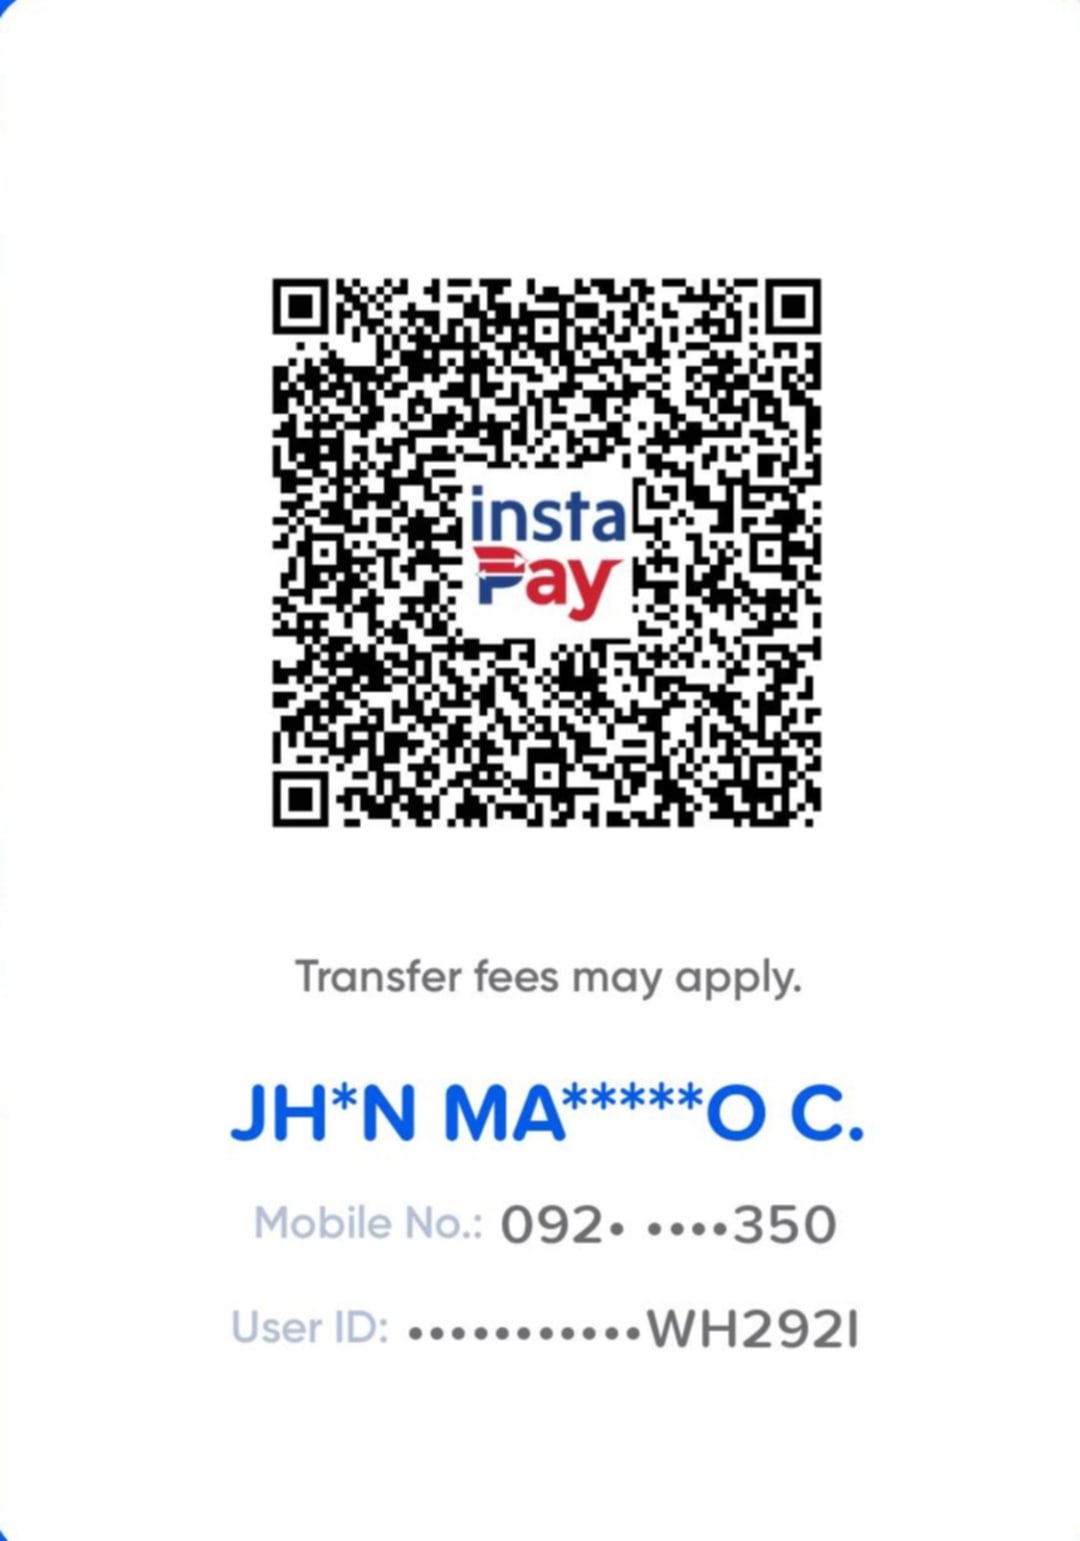 insta
Pay
Transfer fees may apply.
JH*N MA*****O C.
Mobile No.: 092• ••••350
User ID: •••••••••••WH292I